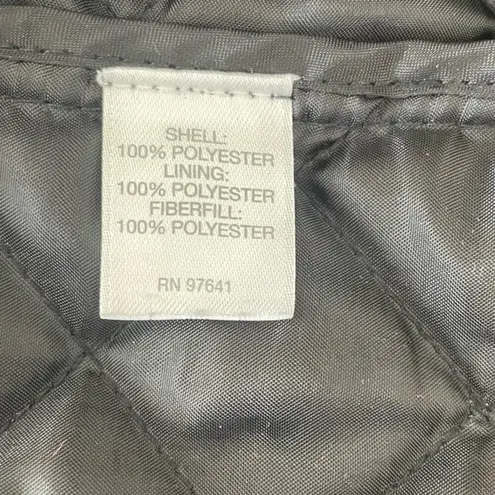 SHELL:
100% POLYESTER
LINING:
100% POLYESTER
FIBERFILL:
100% POLYESTER
RN 97641